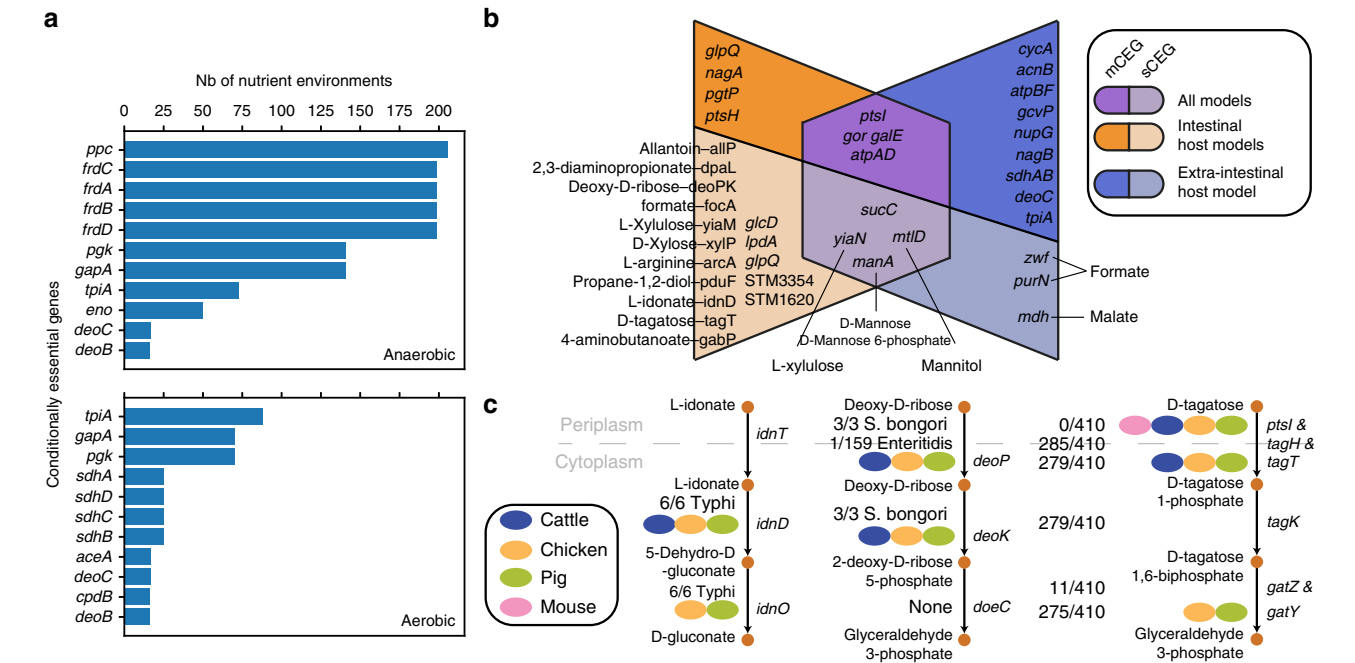 a
Nb of nutrient environments
0 25 50 75 100 125 150 175 200
Conditionally essential genes
ppc
frdC
frdA
frdB
frdD
pgk
gapA
tpiA
eno
deoC
deoB
Anaerobic
tpiA
gapA
pgk
sdhA
sdhD
sdhC
sdhB
aceA
deoC
cpdB
deoB
Aerobic
b
glpQ
nagA
pgtP
ptsH
Allantoin–allP
2,3-diaminopropionate–dpaL
Deoxy-D-ribose–deoPK
formate–focA
L-Xylulose–yiaM glcD
D-Xylose–xylP lpdA
L-arginine–arcA glpQ
Propane-1,2-diol–pduF STM3354
L-idonate–idnD STM1620
D-tagatose–tagT
4-aminobutanoate–gabP
ptsI
gor galE
atpAD
sucC
yiaN mtlD
manA
D-Mannose
D-Mannose 6-phosphate
L-xylulose
Mannitol
cycA
acnB
atpBF
gcvP
nupG
nagB
sdhAB
deoC
tpiA
zwf
purN
Formate
mdh
Malate
mCEG
sCEG
All models
Intestinal
host models
Extra-intestinal
host model
c
Periplasm
Cytoplasm
Cattle
Chicken
Pig
Mouse
L-idonate
idnT
L-idonate
6/6 Typhi
idnD
5-Dehydro-D
-gluconate
6/6 Typhi
idnO
D-gluconate
Deoxy-D-ribose
3/3 S. bongori
1/159 Enteritidis
deoP
Deoxy-D-ribose
3/3 S. bongori
deoK
2-deoxy-D-ribose
5-phosphate
None
doeC
Glyceraldehyde
3-phosphate
D-tagatose
0/410
ptsI &
285/410
tagH &
279/410
tagT
D-tagatose
1-phosphate
279/410
tagK
D-tagatose
1,6-biphosphate
11/410
gatZ &
275/410
gatY
Glyceraldehyde
3-phosphate